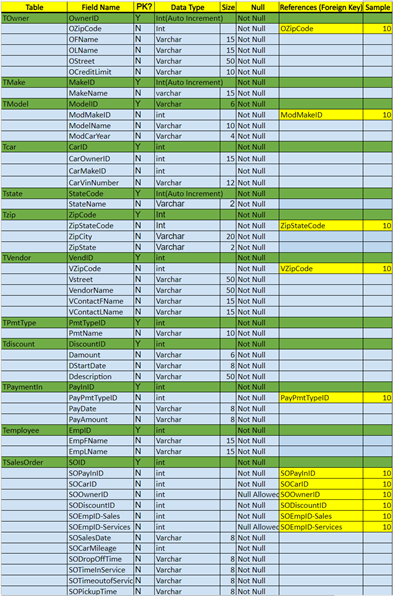 Table Field Name PK? Data Type Size Null References (Foreign Key) Sample
TOwner OwnerID Y Int(Auto Increment) Not Null
OZipCode N Int Not Null OZipCode 10
OFName N Varchar 15 Not Null
OLName N Varchar 15 Not Null
OStreet N Varchar 50 Not Null
OCreditLimit N Varchar 10 Not Null
TMake MakeID Y Int(Auto Increment) Not Null
MakeName N varchar 15 Not Null
TModel ModelID Y Varchar 6 Not Null
ModMakeID N int Not Null ModMakeID 10
ModelName N Varchar 10 Not Null
ModCarYear N Varchar 4 Not Null
Tcar CarID Y int Not Null
CarOwnerID N int 15 Not Null
CarMakeID N int Not Null
CarVinNumber N Varchar 12 Not Null
Tstate StateCode Y Int(Auto Increment) Not Null
StateName N Varchar 2 Not Null
Tzip ZipCode Y Int Not Null
ZipStateCode N Int Not Null ZipStateCode 10
ZipCity N Varchar 20 Not Null
ZipState N Varchar 2 Not Null
TVendor VendID Y int Not Null
VZipCode N int Not Null VZipCode 10
Vstreet N Varchar 50 Not Null
VendorName N Varchar 50 Not Null
VContactFName N Varchar 15 Not Null
VContactLName N Varchar 15 Not Null
TPmtType PmtTypeID Y int Not Null
PmtName N Varchar 10 Not Null
Tdiscount DiscountID Y int Not Null
Damount N Varchar 6 Not Null
DStartDate N Varchar 8 Not Null
Ddescription N Varchar 50 Not Null
TPaymentIn PayInID Y int Not Null
PayPmtTypeID N int Not Null PayPmtTypeID 10
PayDate N Varchar 8 Not Null
PayAmount N Varchar 8 Not Null
Temployee EmpID Y int Not Null
EmpFName N Varchar 15 Not Null
EmpLName N Varchar 15 Not Null
TSalesOrder SOID Y int Not Null
SOPayInID N int Not Null SOPayInID 10
SOCarID N int Not Null SOCarID 10
SOOwnerID N int Null Allowed SOOwnerID 10
SODiscountID N int Not Null SODiscountID 10
SOEmpID-Sales N int Not Null SOEmpID-Sales 10
SOEmpID-Services N int Null Allowed SOEmpID-Services 10
SOSalesDate N Varchar 8 Not Null
SOCarMileage N int Not Null
SODropOffTime N Varchar 8 Not Null
SOTimeInService N Varchar 8 Not Null
SOTimeoutofServic N Varchar 8 Not Null
SOPickupTime N Varchar 8 Not Null